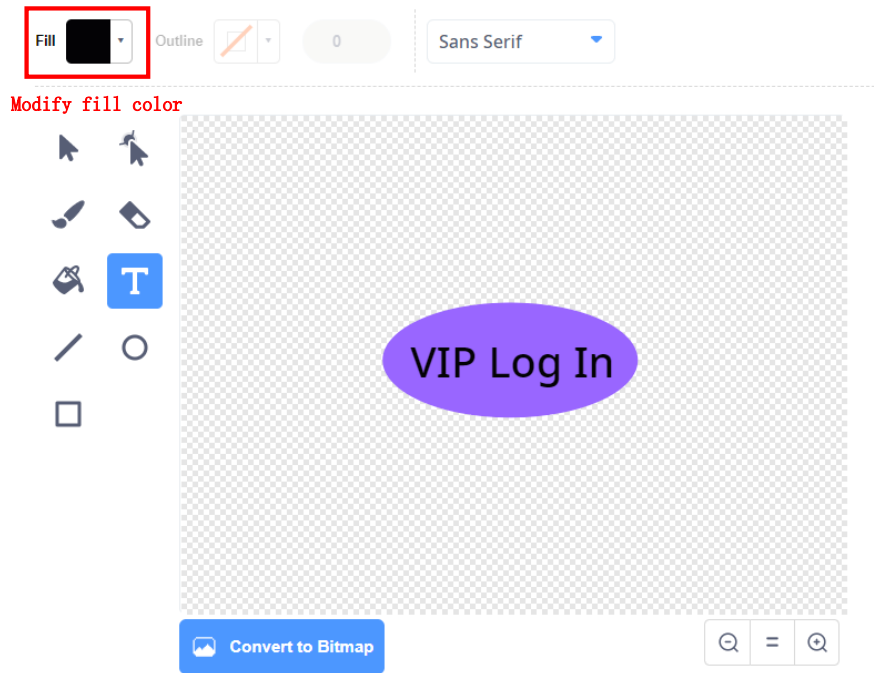 Fill
Outline
0
Sans Serif
Modify fill color
T
VIP Log In
Convert to Bitmap